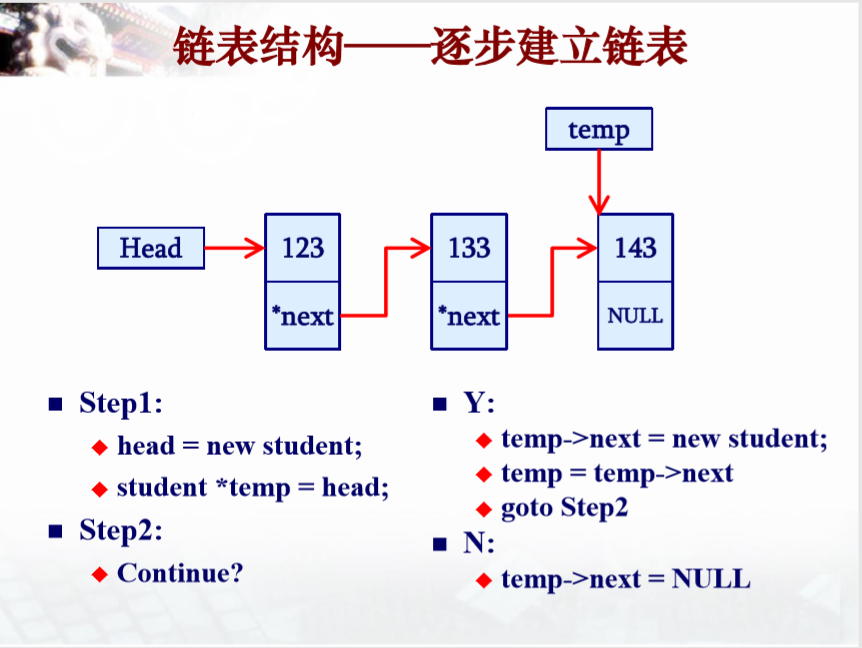 链表结构——逐步建立链表
temp
Head
123
133
143
*next
*next
NULL
Step1:
head = new student;
student *temp = head;
Step2:
Continue?
Y:
temp->next = new student;
temp = temp->next
goto Step2
N:
temp->next = NULL